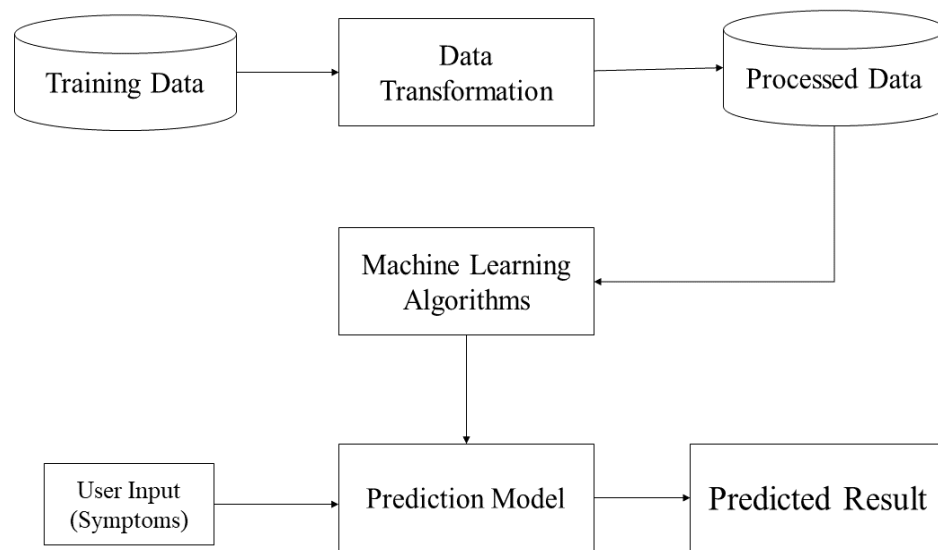 Training Data
Data
Transformation
Processed Data
Machine Learning
Algorithms
User Input
(Symptoms)
Prediction Model
Predicted Result